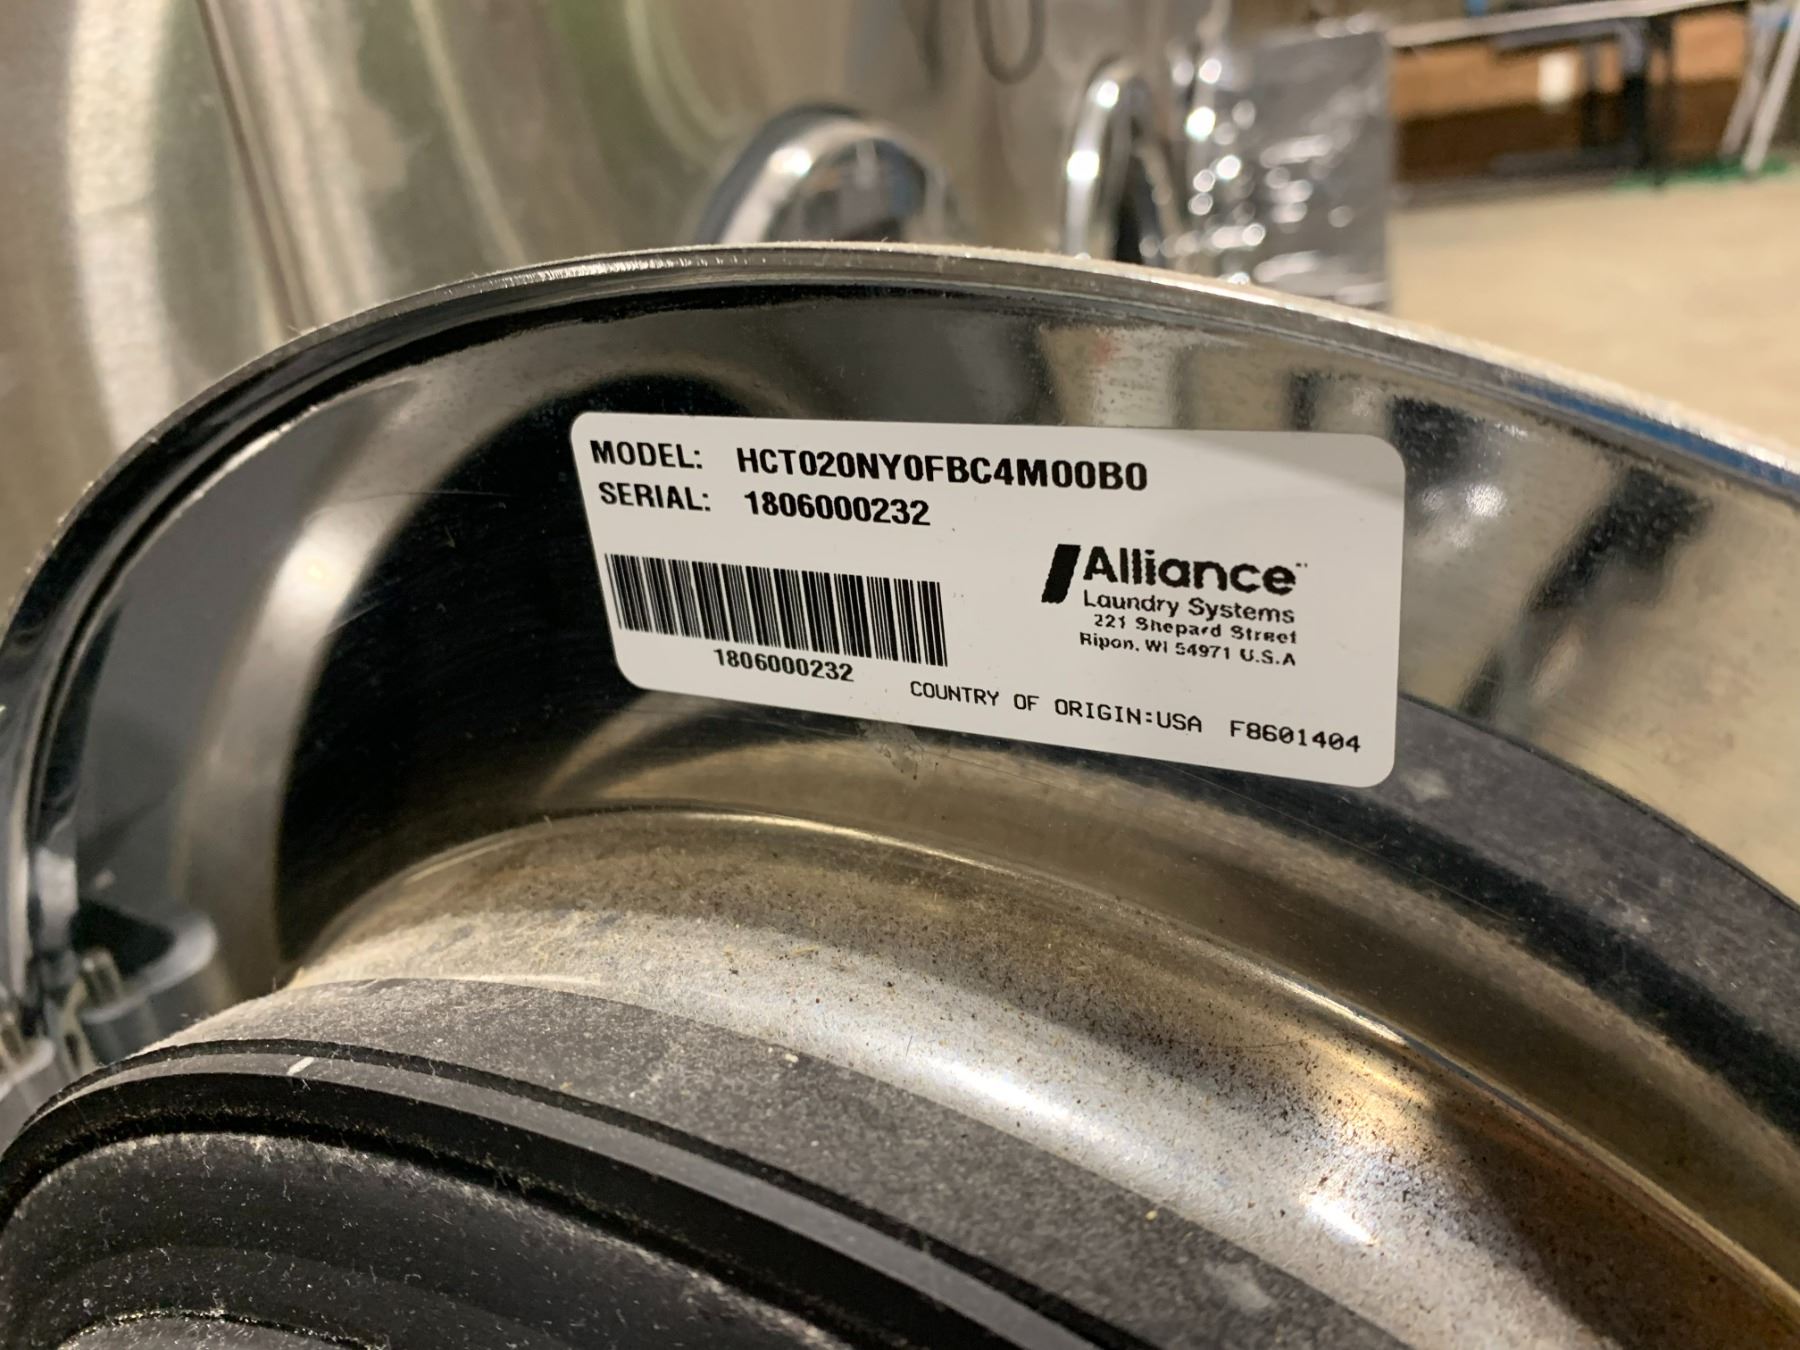 MODEL: HCT020NY0FBC4M00B0
SERIAL: 1806000232
Alliance
Laundry Systems
221 Shepard Street
Ripon, WI 54971 U.S.A
1806000232
COUNTRY OF ORIGIN:USA F8601404